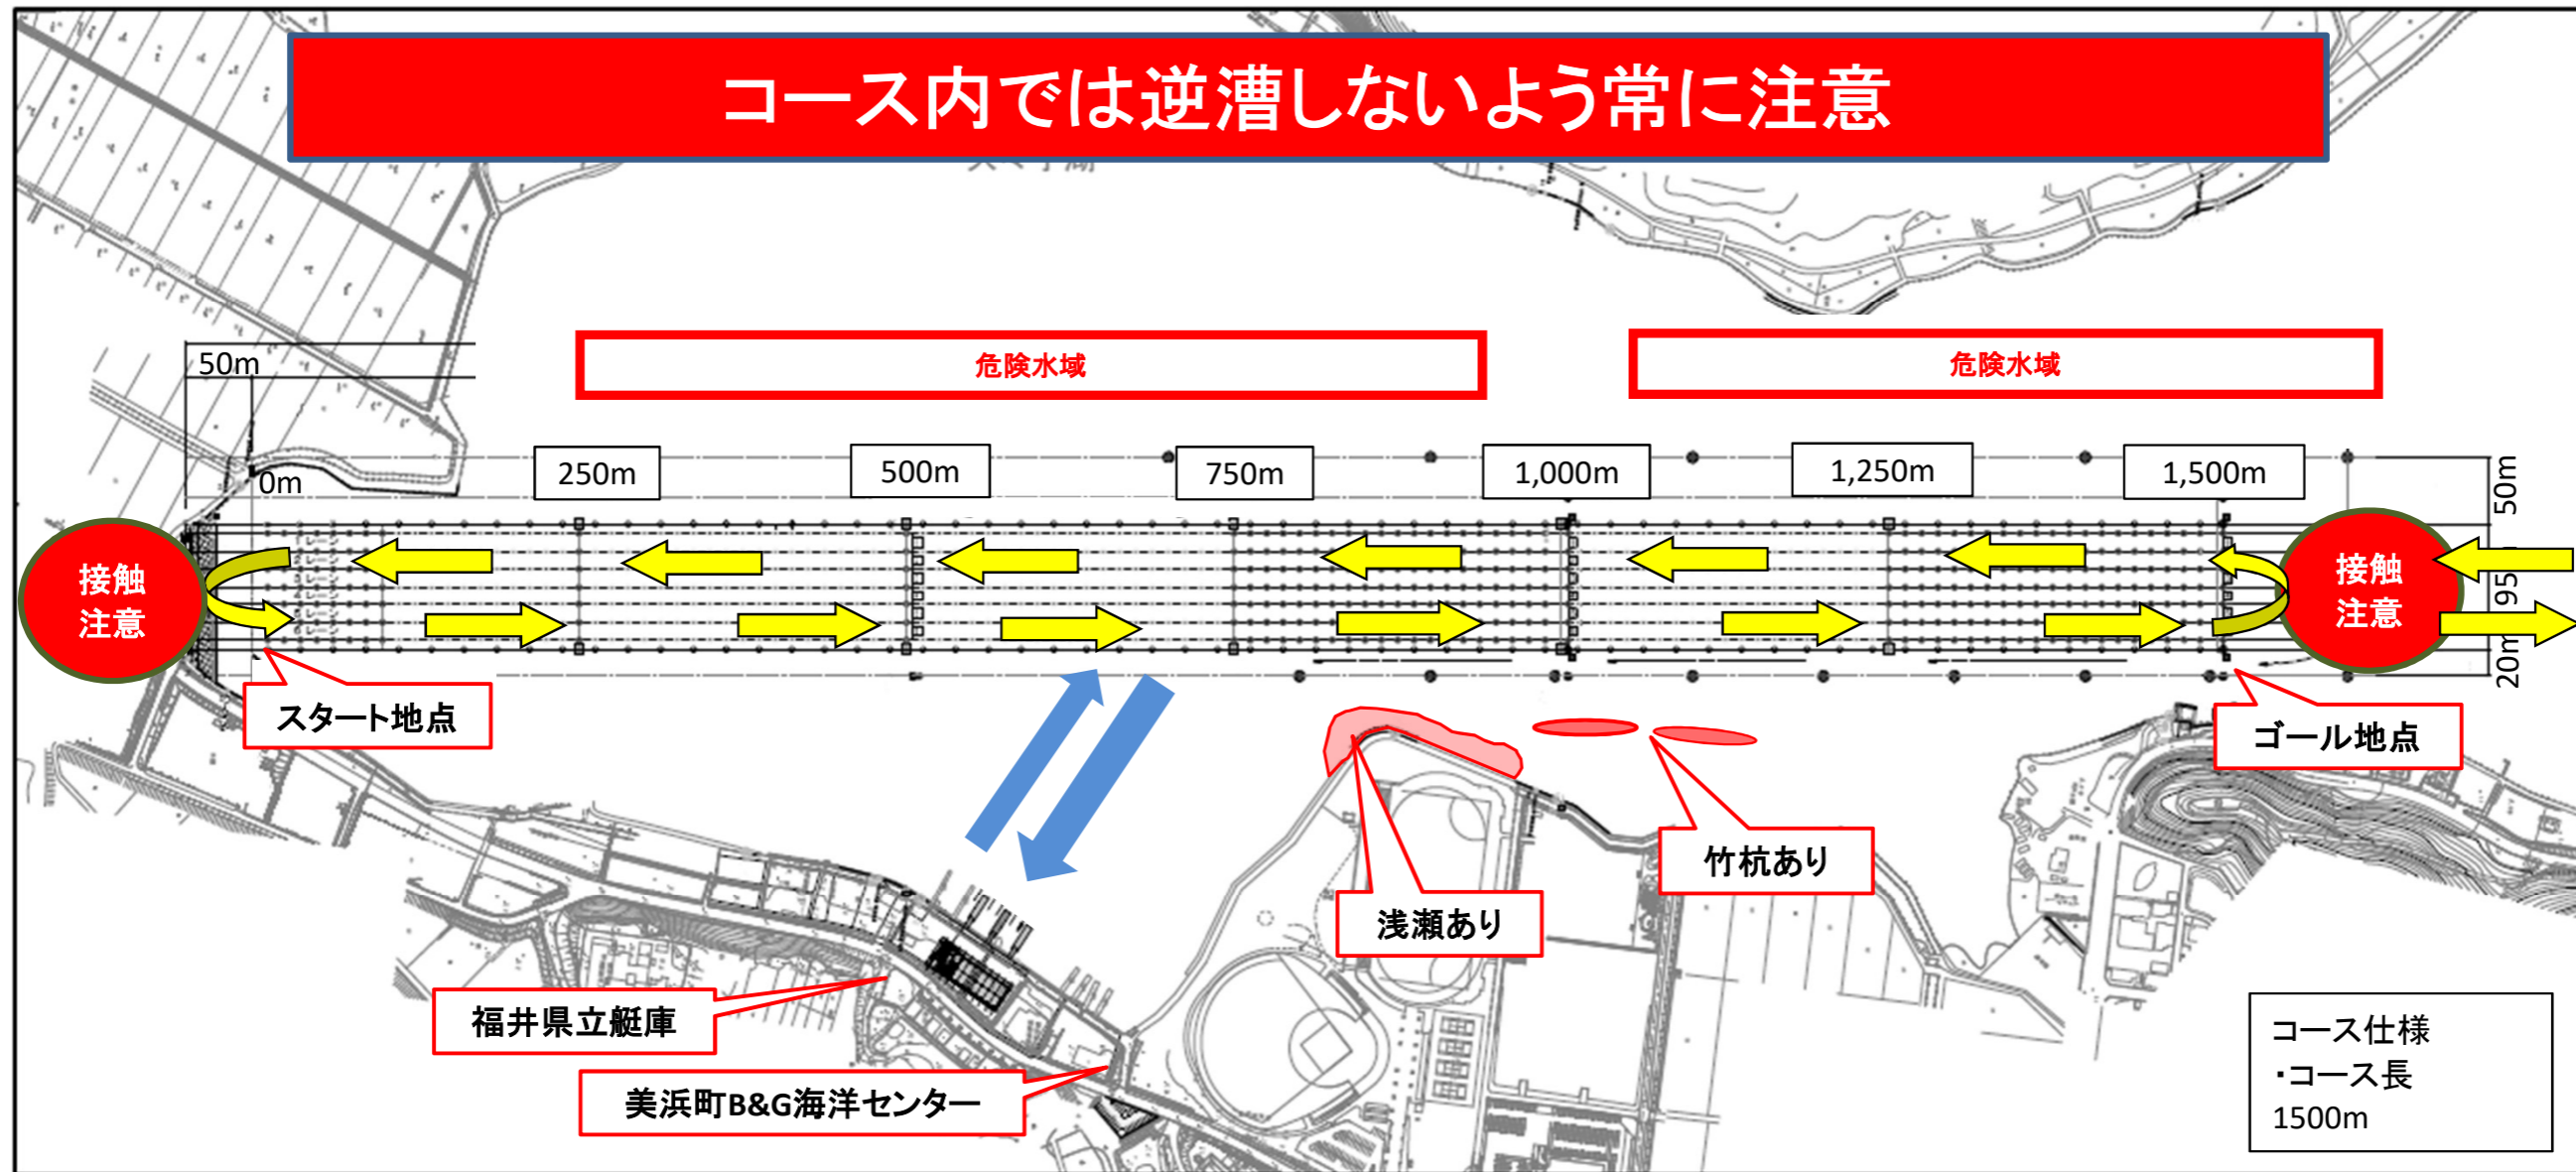 コース内では逆漕しないよう常に注意
危険水域
危険水域
50m
0m
250m
500m
750m
1,000m
1,250m
1,500m
50m
95
20m
接触
注意
接触
注意
スタート地点
ゴール地点
竹杭あり
浅瀬あり
福井県立艇庫
美浜町B&G海洋センター
コース仕様
・コース長
1500m